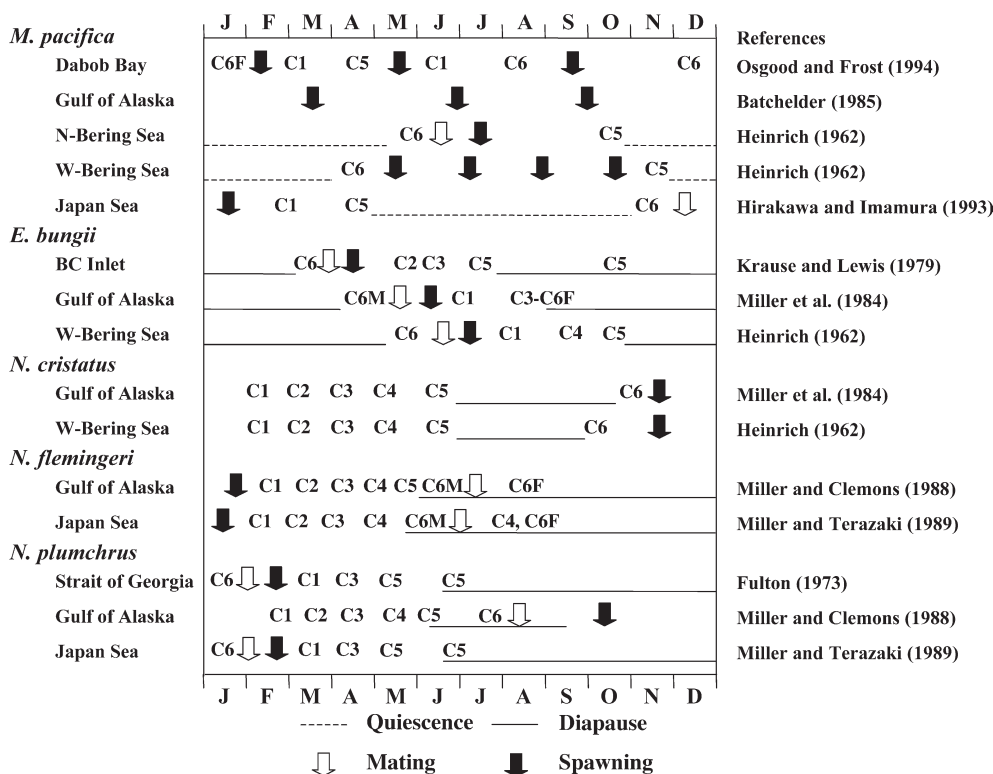 J F M A M J J A S O N D
M. pacifica References
Dabob Bay C6F C1 C5 C1 C6 C6 Osgood and Frost (1994)
Gulf of Alaska Batchelder (1985)
N-Bering Sea C6 C5 Heinrich (1962)
W-Bering Sea C6 C5 Heinrich (1962)
Japan Sea C1 C5 C6 Hirakawa and Imamura (1993)
E. bungii
BC Inlet C6 C2 C3 C5 C5 Krause and Lewis (1979)
Gulf of Alaska C6M C1 C3-C6F Miller et al. (1984)
W-Bering Sea C6 C1 C4 C5 Heinrich (1962)
N. cristatus
Gulf of Alaska C1 C2 C3 C4 C5 C6 Miller et al. (1984)
W-Bering Sea C1 C2 C3 C4 C5 C6 Heinrich (1962)
N. flemingeri
Gulf of Alaska C1 C2 C3 C4 C5 C6M C6F Miller and Clemons (1988)
Japan Sea C1 C2 C3 C4 C6M C4, C6F Miller and Terazaki (1989)
N. plumchrus
Strait of Georgia C6 C1 C3 C5 C5 Fulton (1973)
Gulf of Alaska C1 C2 C3 C4 C5 C6 Miller and Clemons (1988)
Japan Sea C6 C1 C3 C5 C5 Miller and Terazaki (1989)
J F M A M J J A S O N D
Quiescence Diapause
Mating Spawning